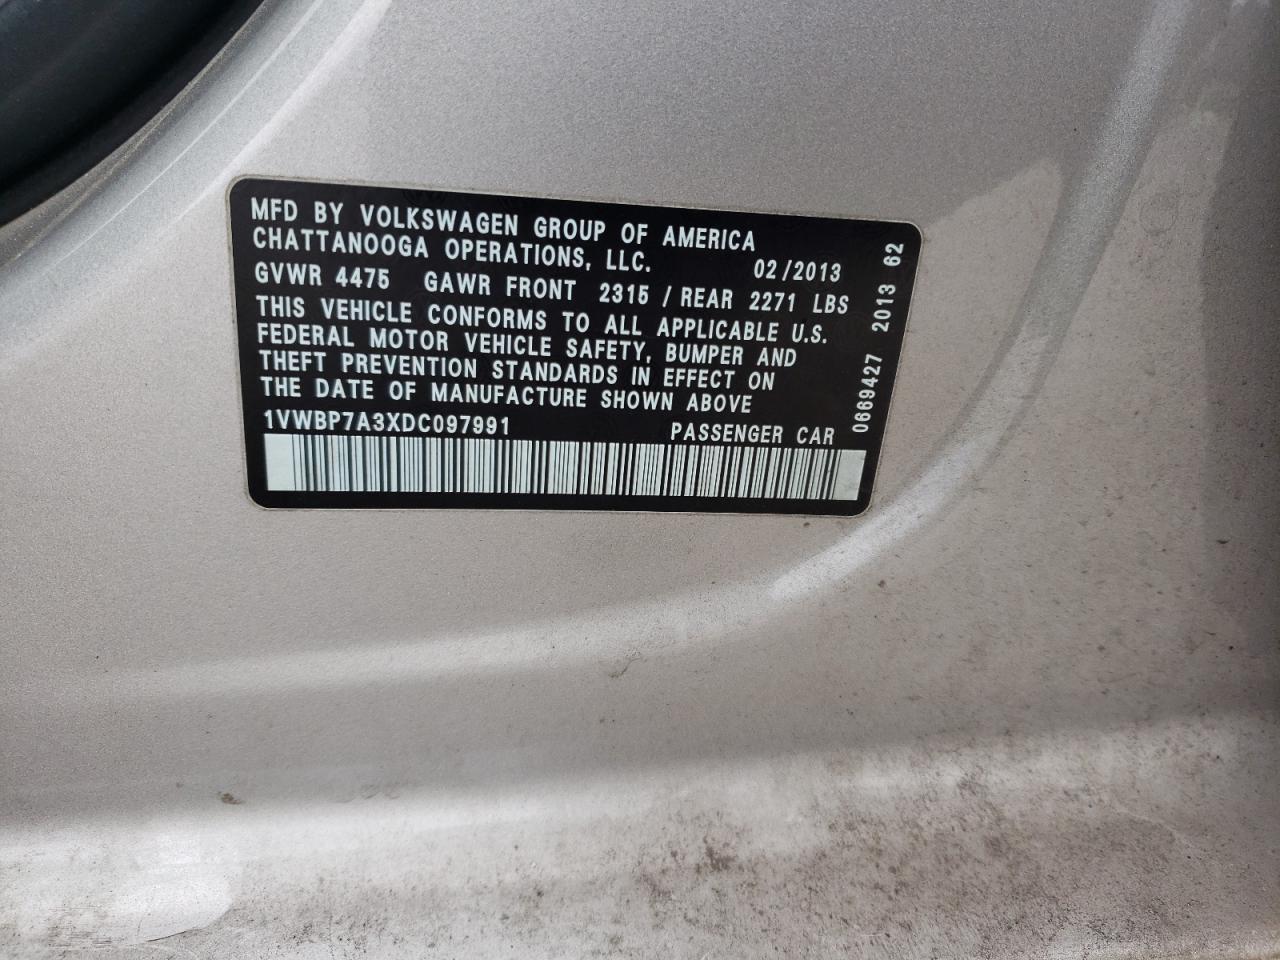 MFD BY VOLKSWAGEN GROUP OF AMERICA
CHATTANOOGA OPERATIONS, LLC. 02/2013
GVWR 4475 GAWR FRONT 2315 / REAR 2271 LBS
THIS VEHICLE CONFORMS TO ALL APPLICABLE U.S.
FEDERAL MOTOR VEHICLE SAFETY, BUMPER AND
THEFT PREVENTION STANDARDS IN EFFECT ON
THE DATE OF MANUFACTURE SHOWN ABOVE
1VWBP7A3XDC097991 PASSENGER CAR
0669427 2013 62